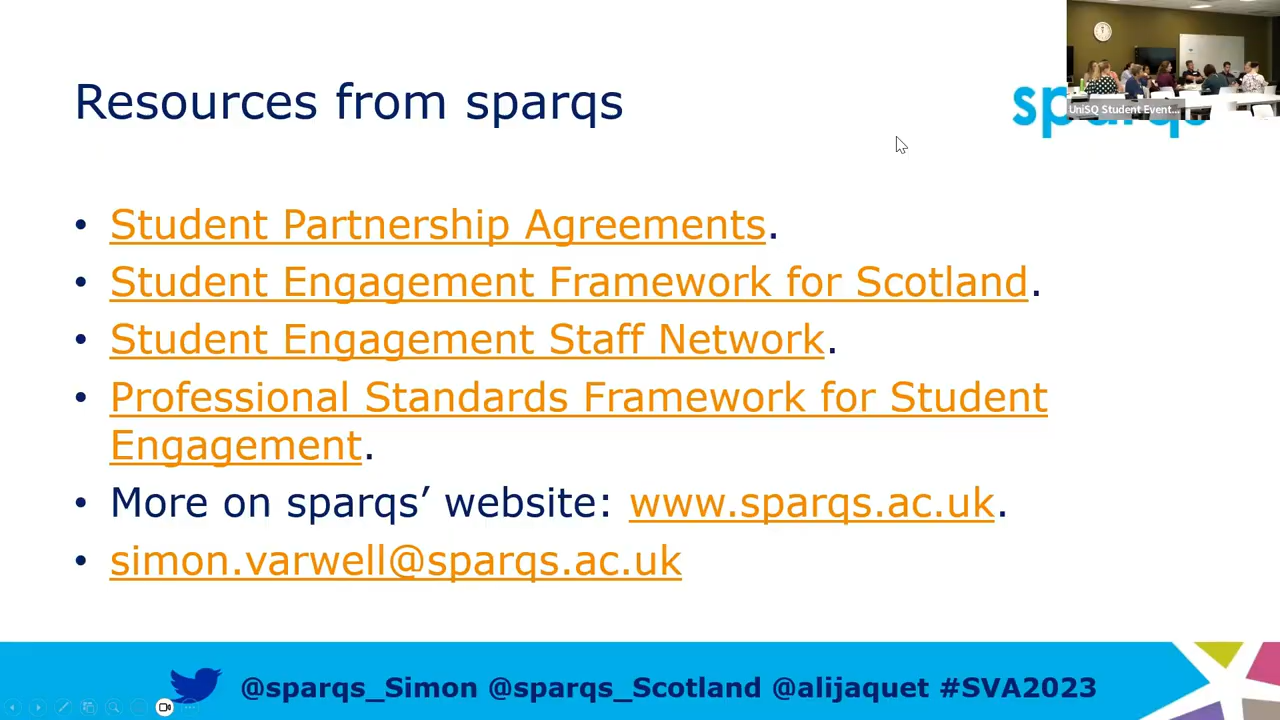 Resources from sparqs
UniSQ Student Event...
• Student Partnership Agreements.
• Student Engagement Framework for Scotland.
• Student Engagement Staff Network.
• Professional Standards Framework for Student
Engagement.
• More on sparqs’ website: www.sparqs.ac.uk.
• simon.varwell@sparqs.ac.uk
@sparqs_Simon @sparqs_Scotland @alijaquet #SVA2023